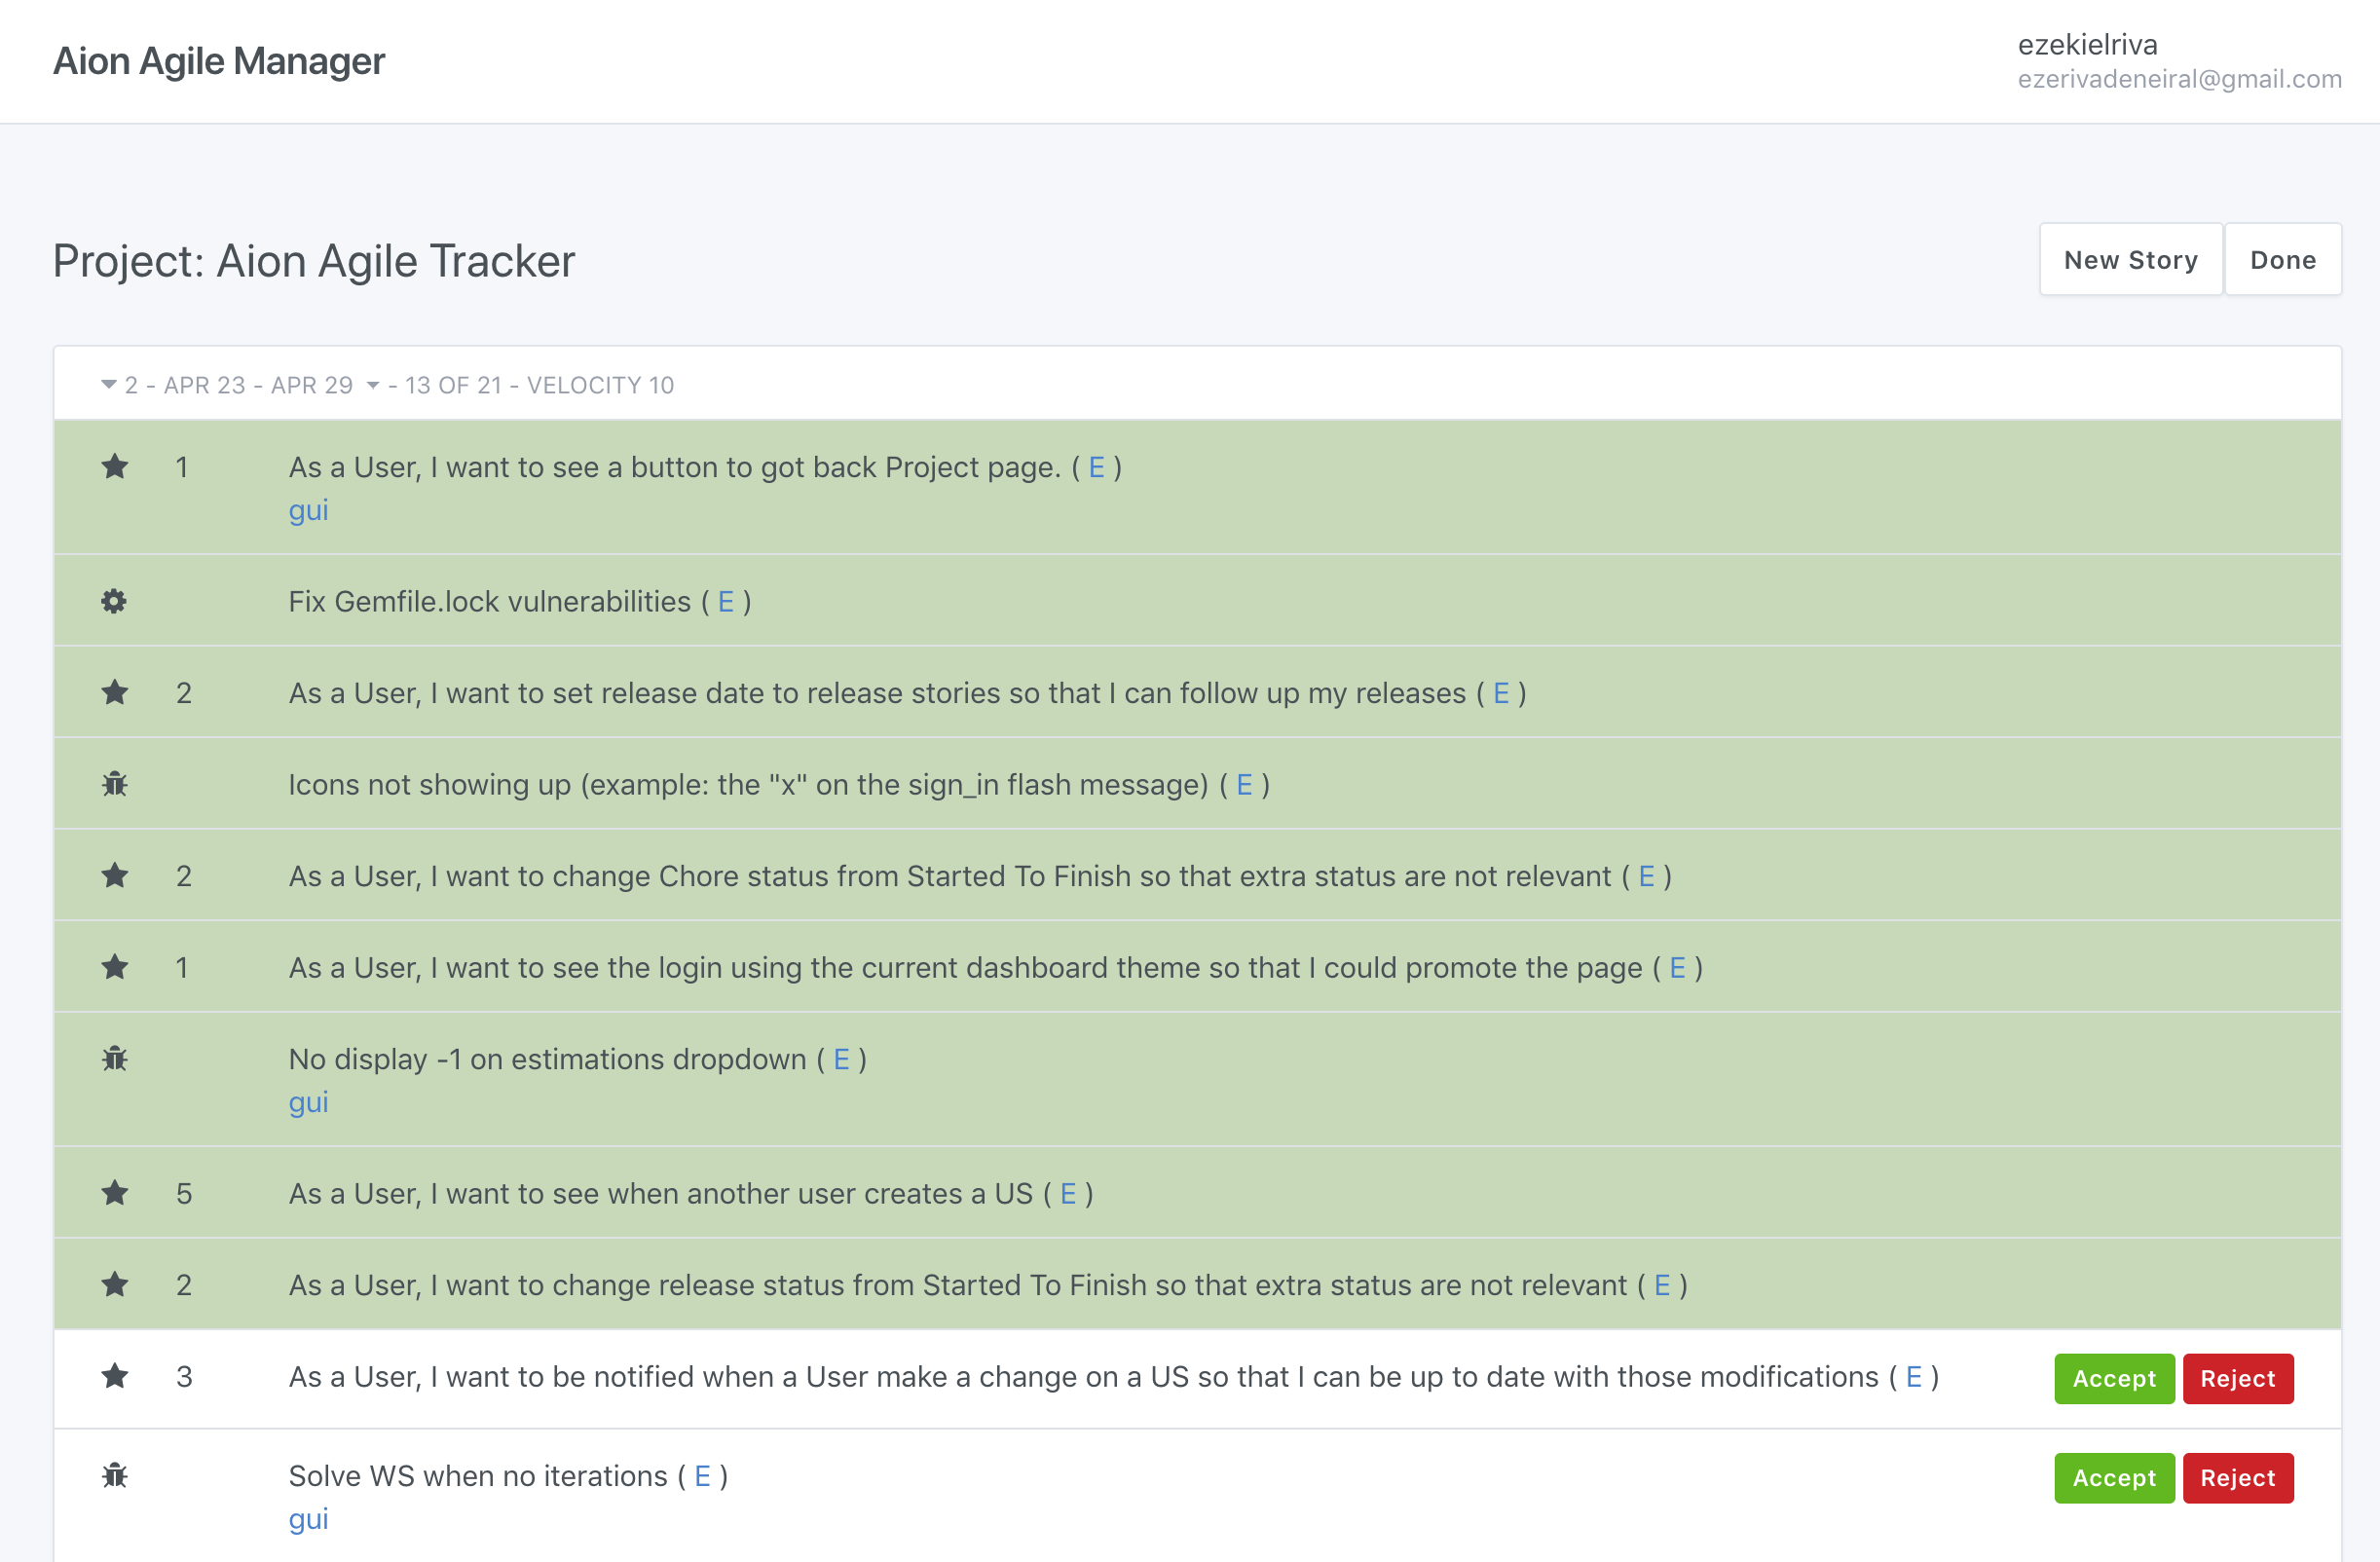 Aion Agile Manager
ezekielriva
ezerivadeneiral@gmail.com
Project: Aion Agile Tracker
New Story
Done
2 - APR 23 - APR 29 - 13 OF 21 - VELOCITY 10
1 As a User, I want to see a button to got back Project page. ( E )
gui
Fix Gemfile.lock vulnerabilities ( E )
2 As a User, I want to set release date to release stories so that I can follow up my releases ( E )
Icons not showing up (example: the "x" on the sign_in flash message) ( E )
2 As a User, I want to change Chore status from Started To Finish so that extra status are not relevant ( E )
1 As a User, I want to see the login using the current dashboard theme so that I could promote the page ( E )
No display -1 on estimations dropdown ( E )
gui
5 As a User, I want to see when another user creates a US ( E )
2 As a User, I want to change release status from Started To Finish so that extra status are not relevant ( E )
3 As a User, I want to be notified when a User make a change on a US so that I can be up to date with those modifications ( E ) Accept Reject
Solve WS when no iterations ( E ) Accept Reject
gui